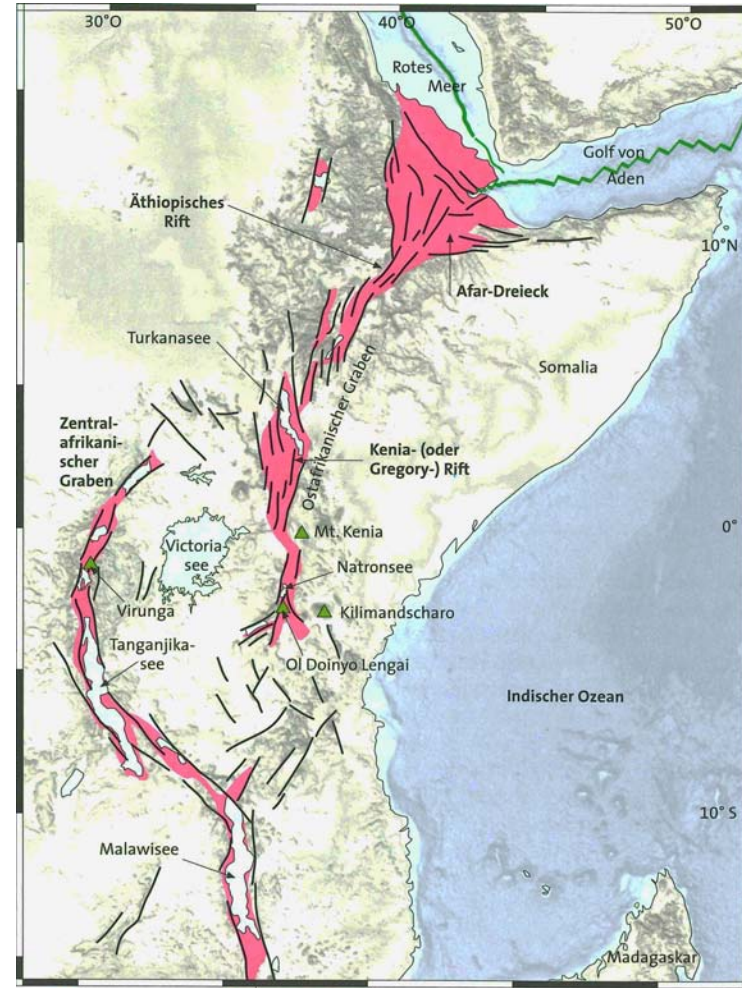 30°O
40°O
50°O
Rotes
Meer
Golf von
Aden
Äthiopisches
Rift
10°N
Afar-Dreieck
Turkanasee
Somalia
Zentral-
afrikani-
scher
Graben
Ostafrikanischer Graben
Kenia- (oder
Gregory-) Rift
0°
Mt. Kenia
Victoria-
see
Natronsee
Virunga
Kilimandscharo
Tanganjika-
see
Ol Doinyo Lengai
Indischer Ozean
10° S
Malawisee
Madagaskar